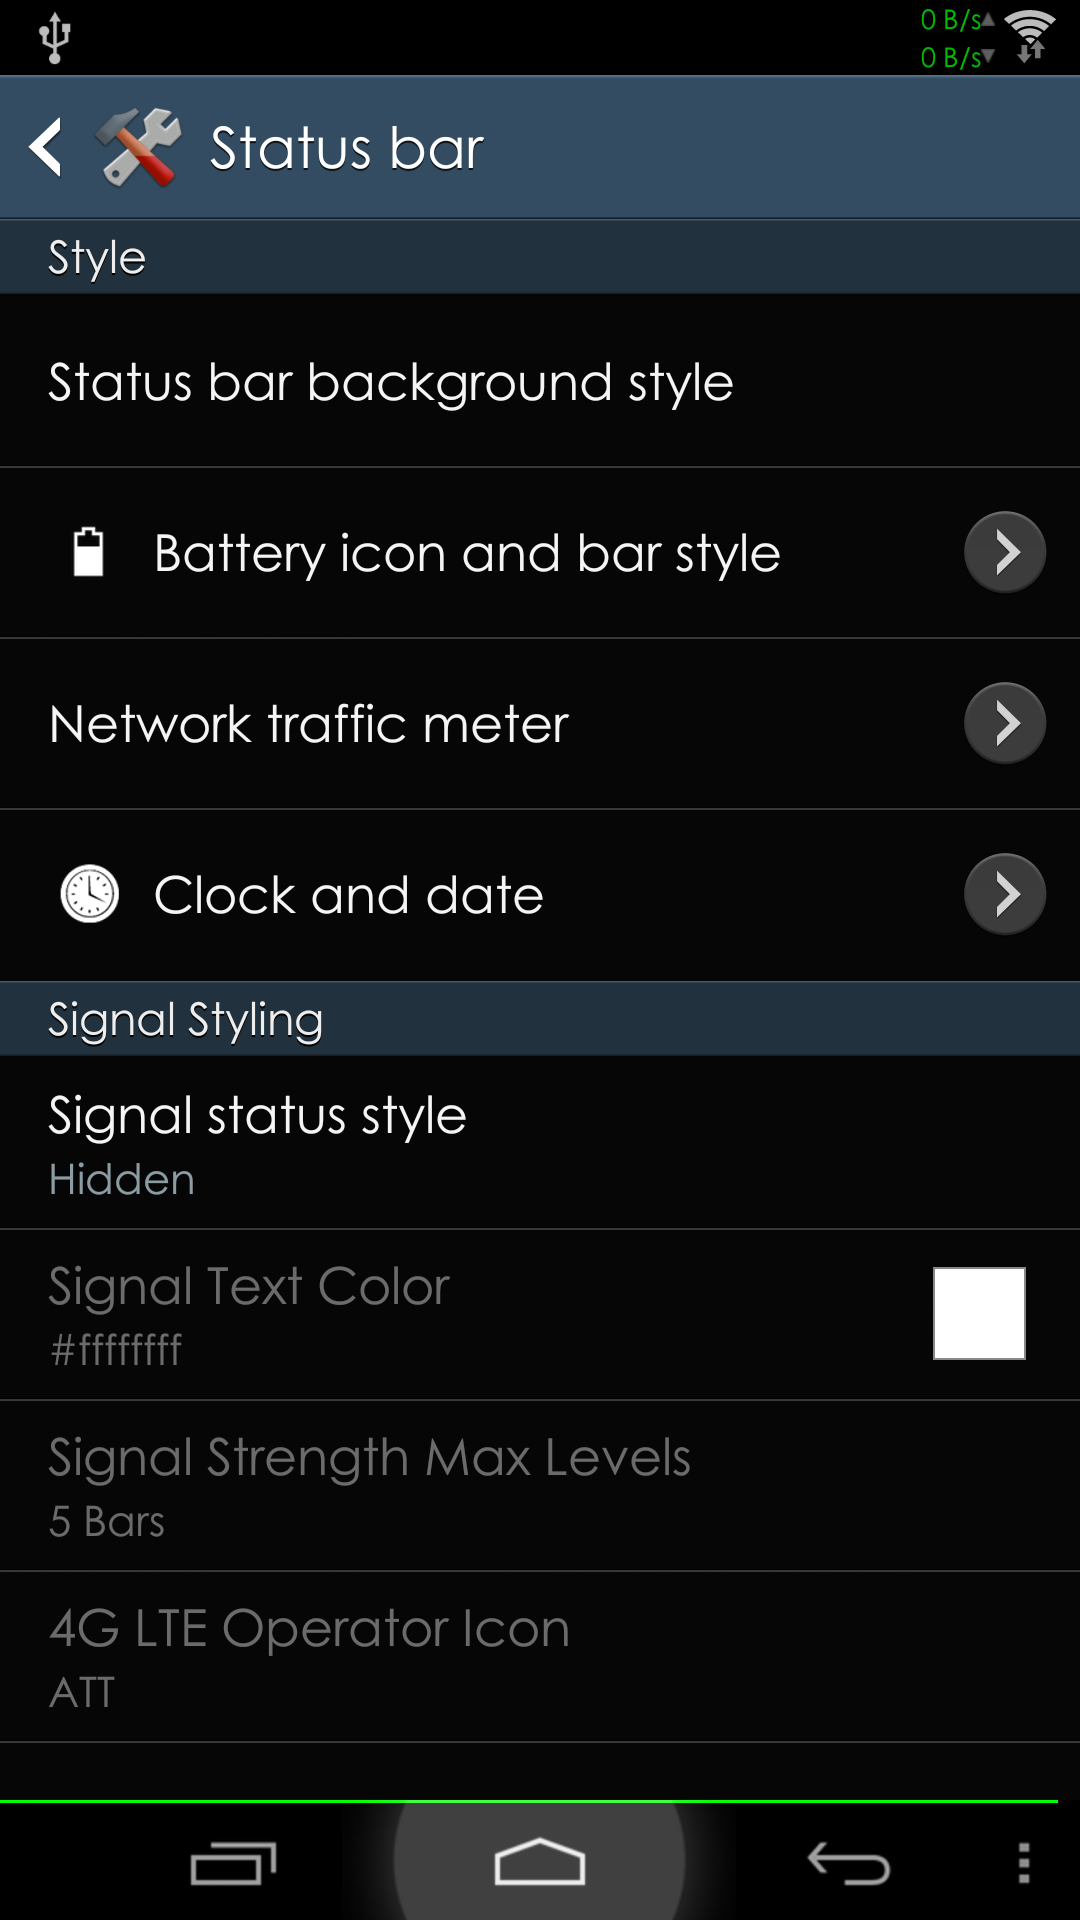 0 B/s
0 B/s
Status bar
Style
Status bar background style
Battery icon and bar style
Network traffic meter
Clock and date
Signal Styling
Signal status style
Hidden
Signal Text Color
#ffffffff
Signal Strength Max Levels
5 Bars
4G LTE Operator Icon
ATT